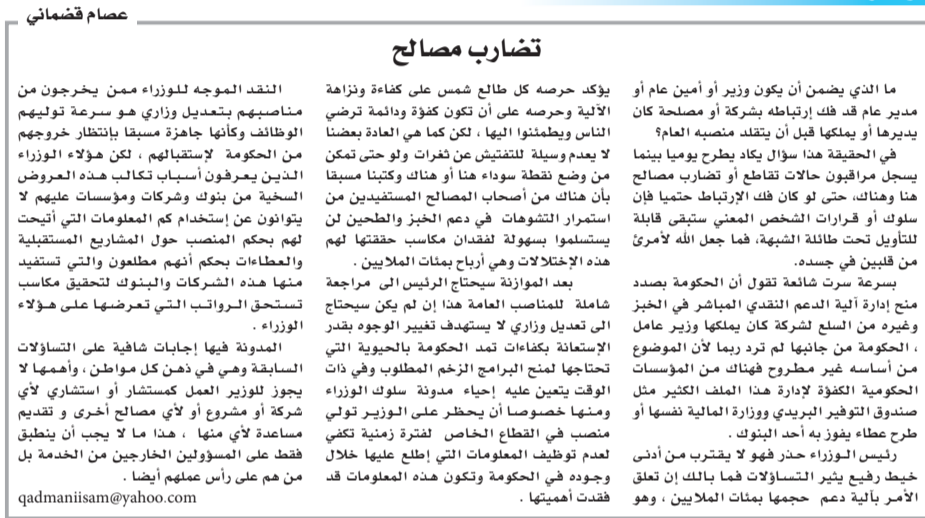 عصام قضماني
تضارب مصالح
ما الذي يضمن أن يكون وزير أو أمين عام أو
مدير عام قد فك إرتباطه بشركة أو مصلحة كان
يديرها أو يملكها قبل أن يتقلد منصبه العام؟
في الحقيقة هذا سؤال يكاد يطرح يوميا بينما
يسجل مراقبون حالات تقاطع أو تضارب مصالح
هنا وهناك، حتى لو كان فك الإرتباط حتميا فإن
سلوك أو قرارات الشخص المعني ستبقى قابلة
للتأويل تحت طائلة الشبهة، فما جعل الله لأمرئ
من قلبين في جسده.
بسرعة سرت شائعة تقول أن الحكومة بصدد
منح إدارة آلية الدعم النقدي المباشر في الخبز
وغيره من السلع لشركة كان يملكها وزير عامل
، الحكومة من جانبها لم ترد ربما لأن الموضوع
من أساسه غير مطروح فهناك من المؤسسات
الحكومية الكفؤة لإدارة هذا الملف الكثير مثل
صندوق التوفير البريدي ووزارة المالية نفسها أو
طرح عطاء يفوز به أحد البنوك .
رئيس الوزراء حذر فهو لا يقترب من أدنى
خيط رفيع يثير التساؤلات فما بالك إن تعلق
الأمر بآلية دعم حجمها بمئات الملايين ، وهو
يؤكد حرصه كل طالع شمس على كفاءة ونزاهة
الآلية وحرصه على أن تكون كفؤة ودائمة ترضي
الناس ويطمئنوا اليها ، لكن كما هي العادة بعضنا
لا يعدم وسيلة للتفتيش عن ثغرات ولو حتى تمكن
من وضع نقطة سوداء هنا أو هناك وكتبنا مسبقا
بأن هناك من أصحاب المصالح المستفيدين من
استمرار التشوهات في دعم الخبز والطحين لن
يستسلموا بسهولة لفقدان مكاسب حققتها لهم
هذه الإختلالات وهي أرباح بمئات الملايين .
بعد الموازنة سيحتاج الرئيس الى مراجعة
شاملة للمناصب العامة هذا إن لم يكن سيحتاج
الى تعديل وزاري لا يستهدف تغيير الوجوه بقدر
الإستعانة بكفاءات تمد الحكومة بالحيوية التي
تحتاجها لمنح البرامج الزخم المطلوب وفي ذات
الوقت يتعين عليه إحياء مدونة سلوك الوزراء
ومنها خصوصا أن يحظر على الوزير تولي
منصب في القطاع الخاص لفترة زمنية تكفي
لعدم توظيف المعلومات التي إطلع عليها خلال
وجوده في الحكومة وتكون هذه المعلومات قد
فقدت أهميتها .
النقد الموجه للوزراء ممن يخرجون من
مناصبهم بتعديل وزاري هو سرعة توليهم
الوظائف وكأنها جاهزة مسبقا بإنتظار خروجهم
من الحكومة لإستقبالهم ، لكن هؤلاء الوزراء
الذين يعرفون أسباب تكالب هذه العروض
السخية من بنوك وشركات ومؤسسات عليهم لا
يتوانون عن إستخدام كم المعلومات التي أتيحت
لهم بحكم المنصب حول المشاريع المستقبلية
والعطاءات بحكم أنهم مطلعون والتي تستفيد
منها هذه الشركات والبنوك لتحقيق مكاسب
تستحق الرواتب التي تعرضها على هؤلاء
الوزراء .
المدونة فيها إجابات شافية على التساؤلات
السابقة وهي في ذهن كل مواطن ، وأهمها لا
يجوز للوزير العمل كمستشار أو استشاري لأي
شركة أو مشروع أو لأي مصالح أخرى و تقديم
مساعدة لأي منها ، هذا ما لا يجب أن ينطبق
فقط على المسؤولين الخارجين من الخدمة بل
من هم على رأس عملهم أيضا .
qadmaniisam@yahoo.com